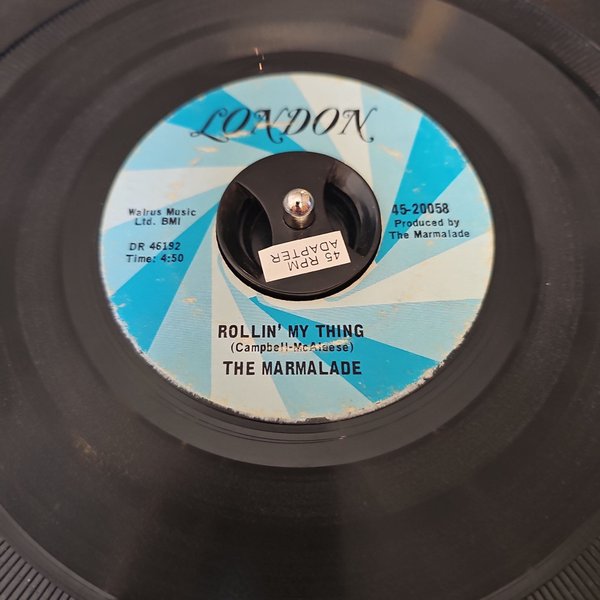 LONDON
Walrus Music
Ltd. BMI
DR 46192
Time: 4:50
45-20058
Produced by
The Marmalade
45 RPM
ADAPTER
ROLLIN' MY THING
(Campbell-McAleese)
THE MARMALADE